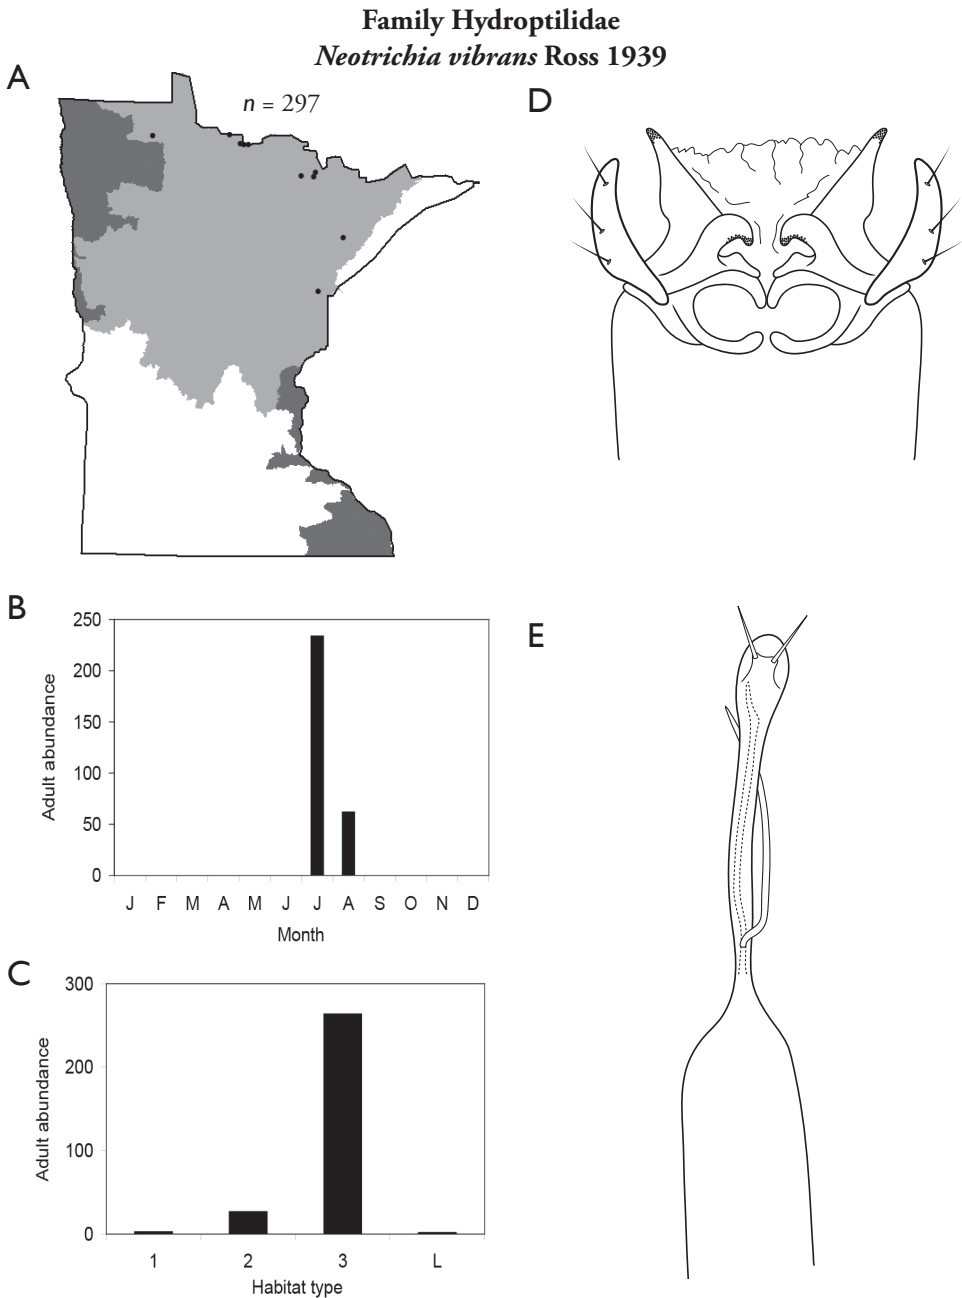 Family Hydroptilidae
Neotrichia vibrans Ross 1939
A
n = 297
D
B
250
200
150
100
50
0
Adult abundance
J F M A M J J A S O N D
Month
E
C
300
200
100
0
Adult abundance
1 2 3 L
Habitat type